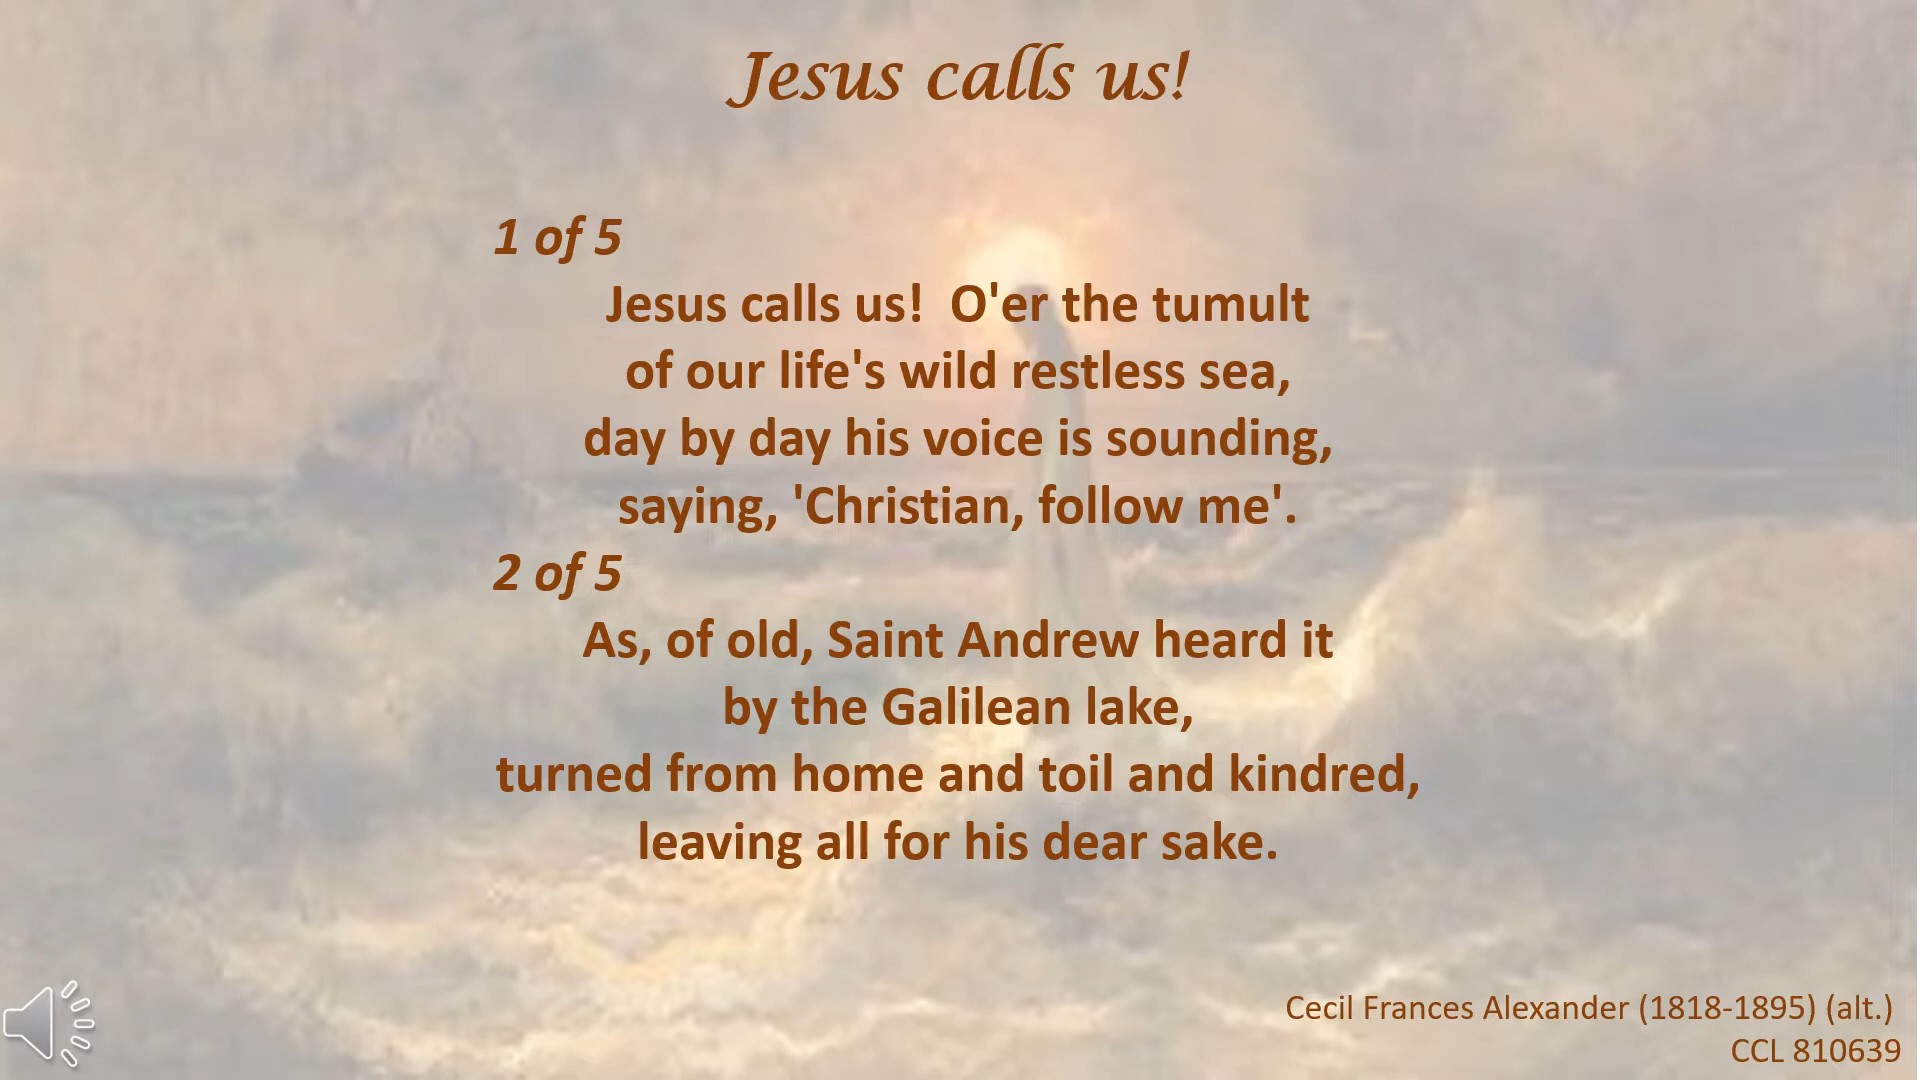 Jesus calls us!
1 of 5
Jesus calls us!  O'er the tumult
of our life's wild restless sea,
day by day his voice is sounding,
saying, 'Christian, follow me'.
2 of 5
As, of old, Saint Andrew heard it
by the Galilean lake,
turned from home and toil and kindred,
leaving all for his dear sake.
Cecil Frances Alexander (1818-1895) (alt.)
CCL 810639